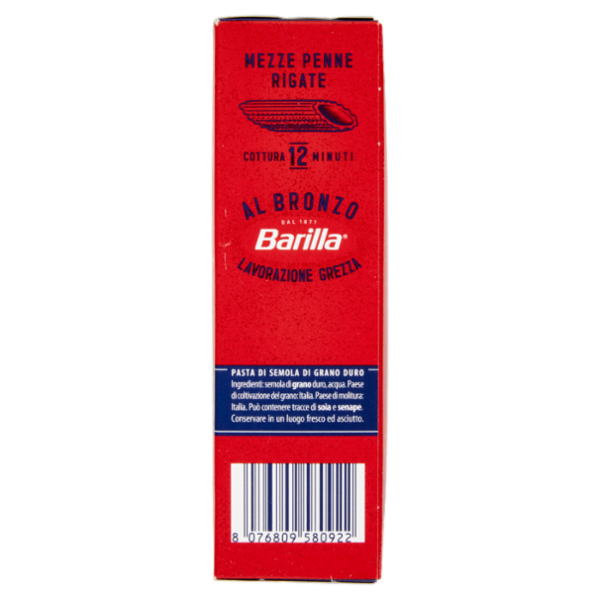 MEZZE PENNE
RIGATE
COTTURA 12 MINUTI
AL BRONZO
DAL 1877
Barilla®
LAVORAZIONE GREZZA
PASTA DI SEMOLA DI GRANO DURO
Ingredienti: semola di grano duro, acqua. Paese
di coltivazione del grano: Italia. Paese di molitura:
Italia. Può contenere tracce di soia e senape.
Conservare in un luogo fresco ed asciutto.
8 076809 580922